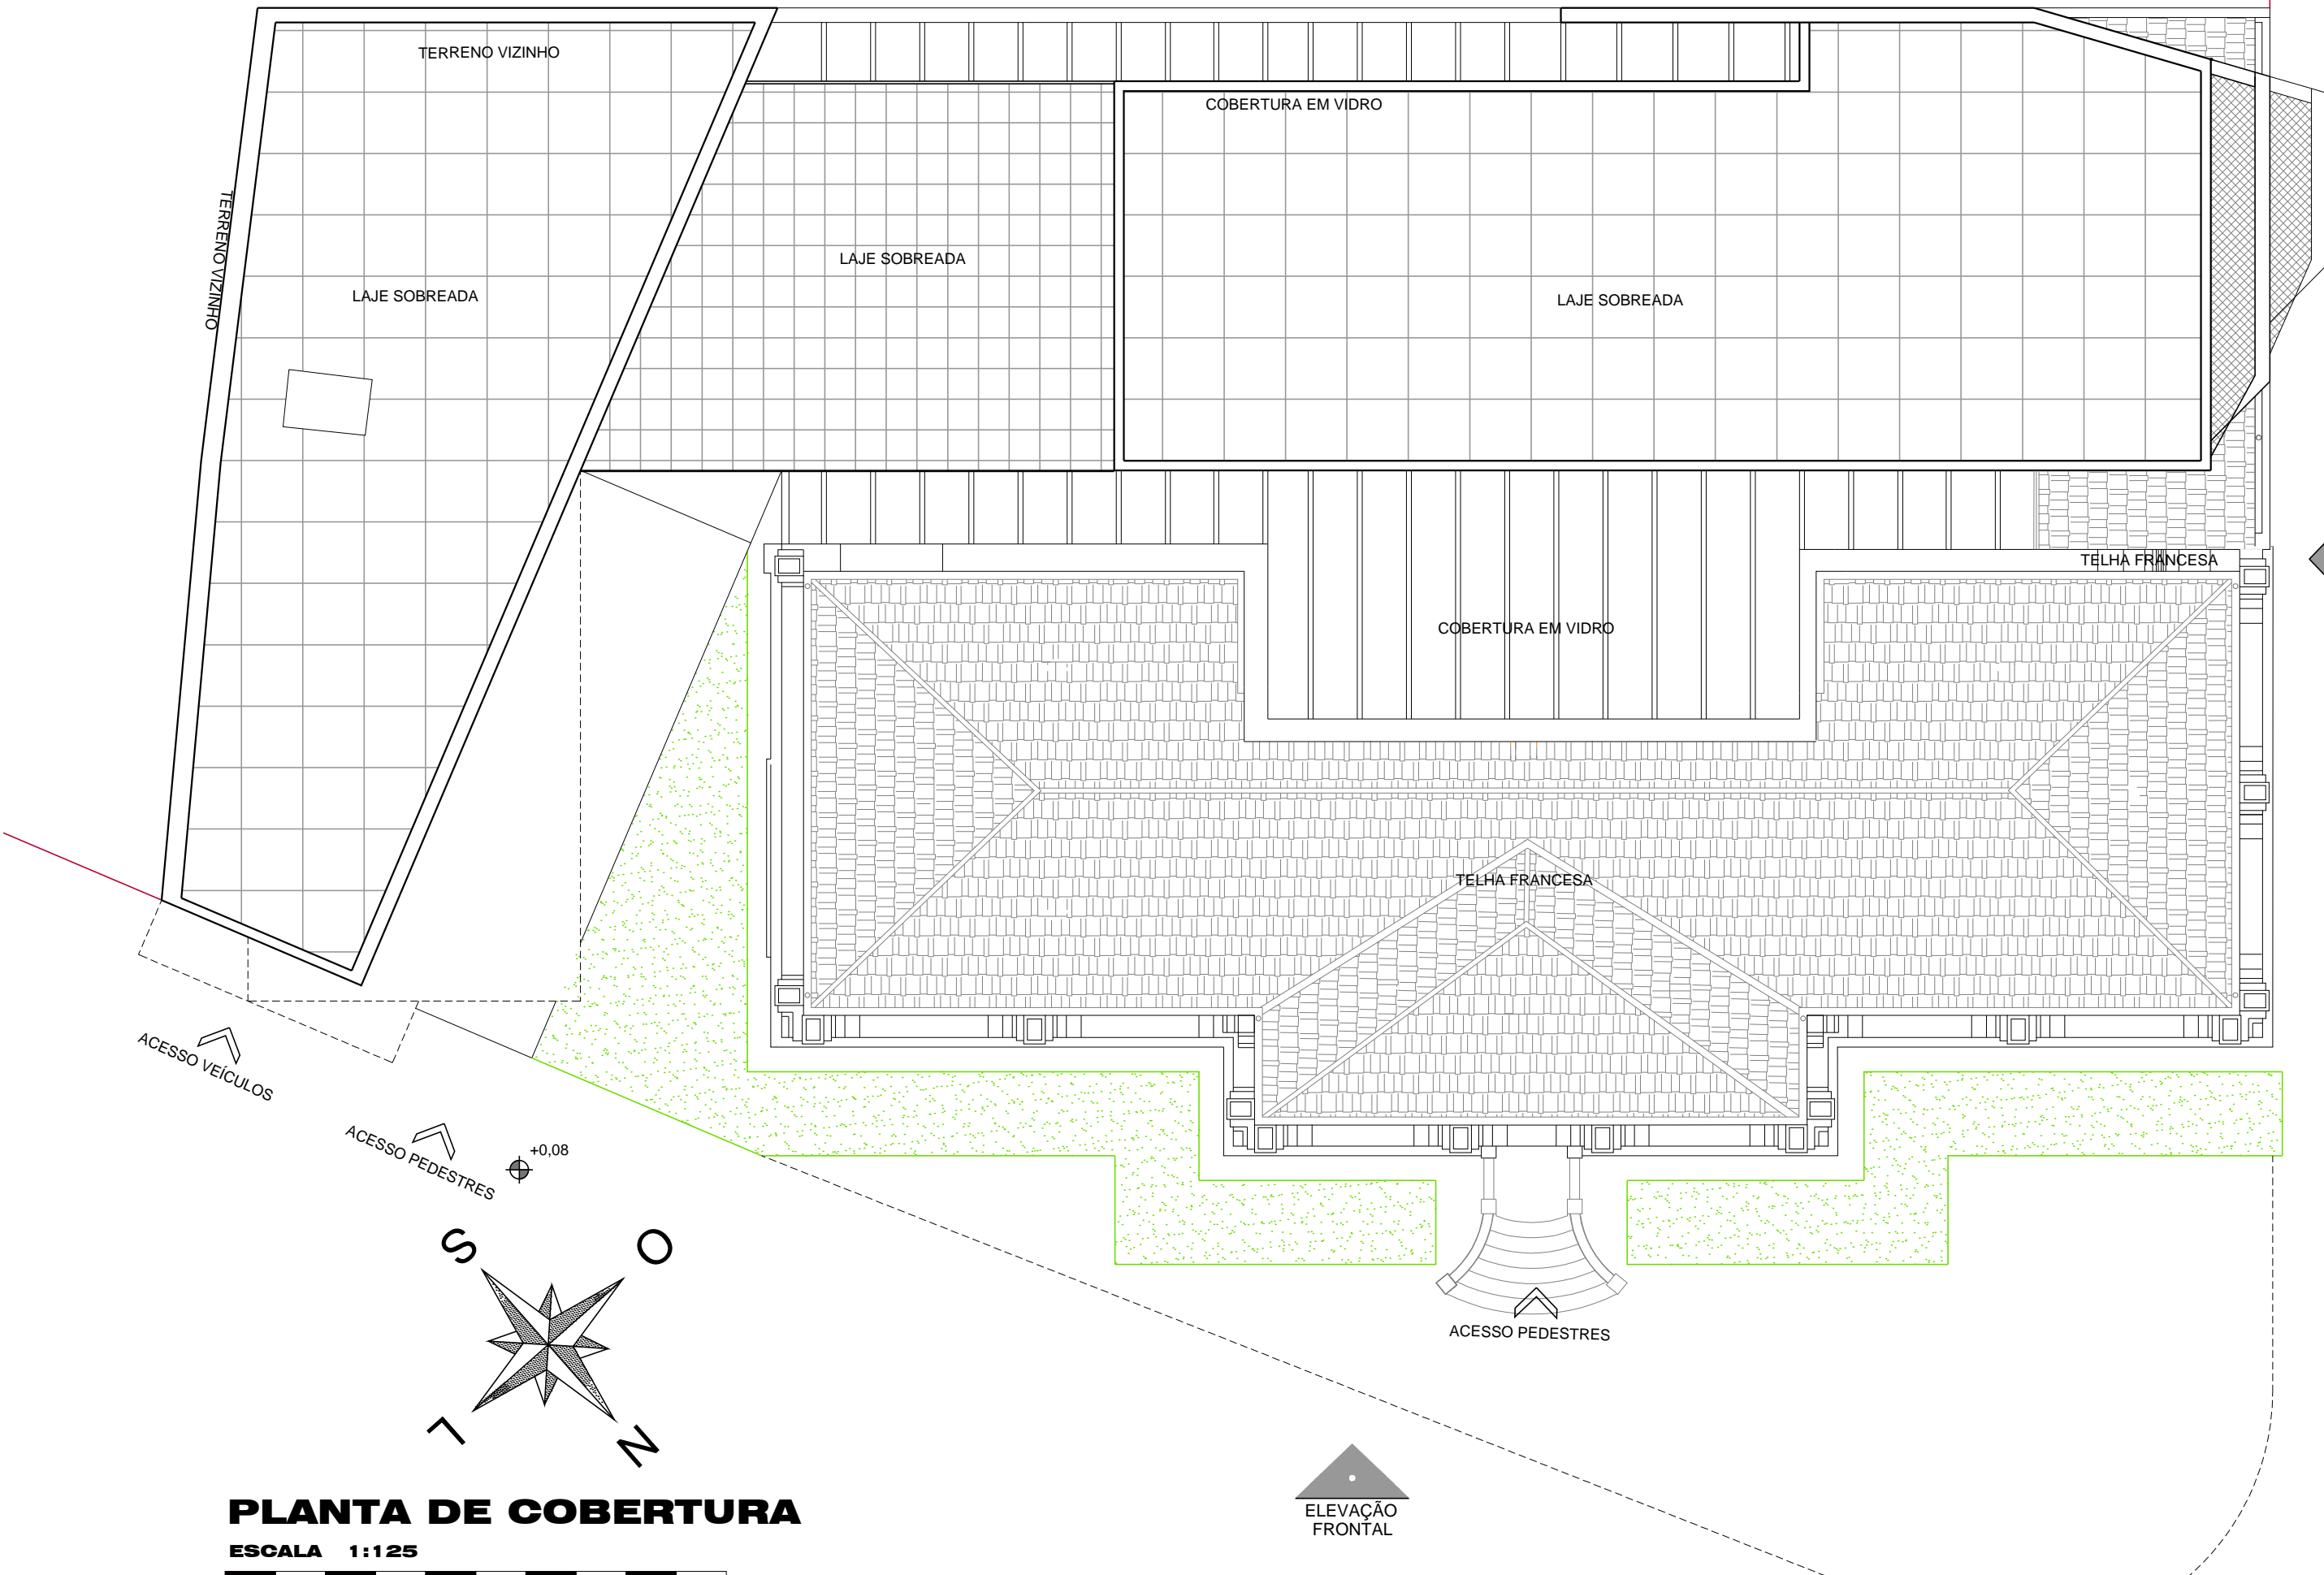 TERRENO VIZINHO
COBERTURA EM VIDRO
TERRENO VIZINHO
LAJE SOBREADA
LAJE SOBREADA
LAJE SOBREADA
TELHA FRANCESA
COBERTURA EM VIDRO
TELHA FRANCESA
ACESSO VEÍCULOS
ACESSO PEDESTRES
+0,08
S
O
L
N
ACESSO PEDESTRES
ELEVAÇÃO
FRONTAL
PLANTA DE COBERTURA
ESCALA 1:125